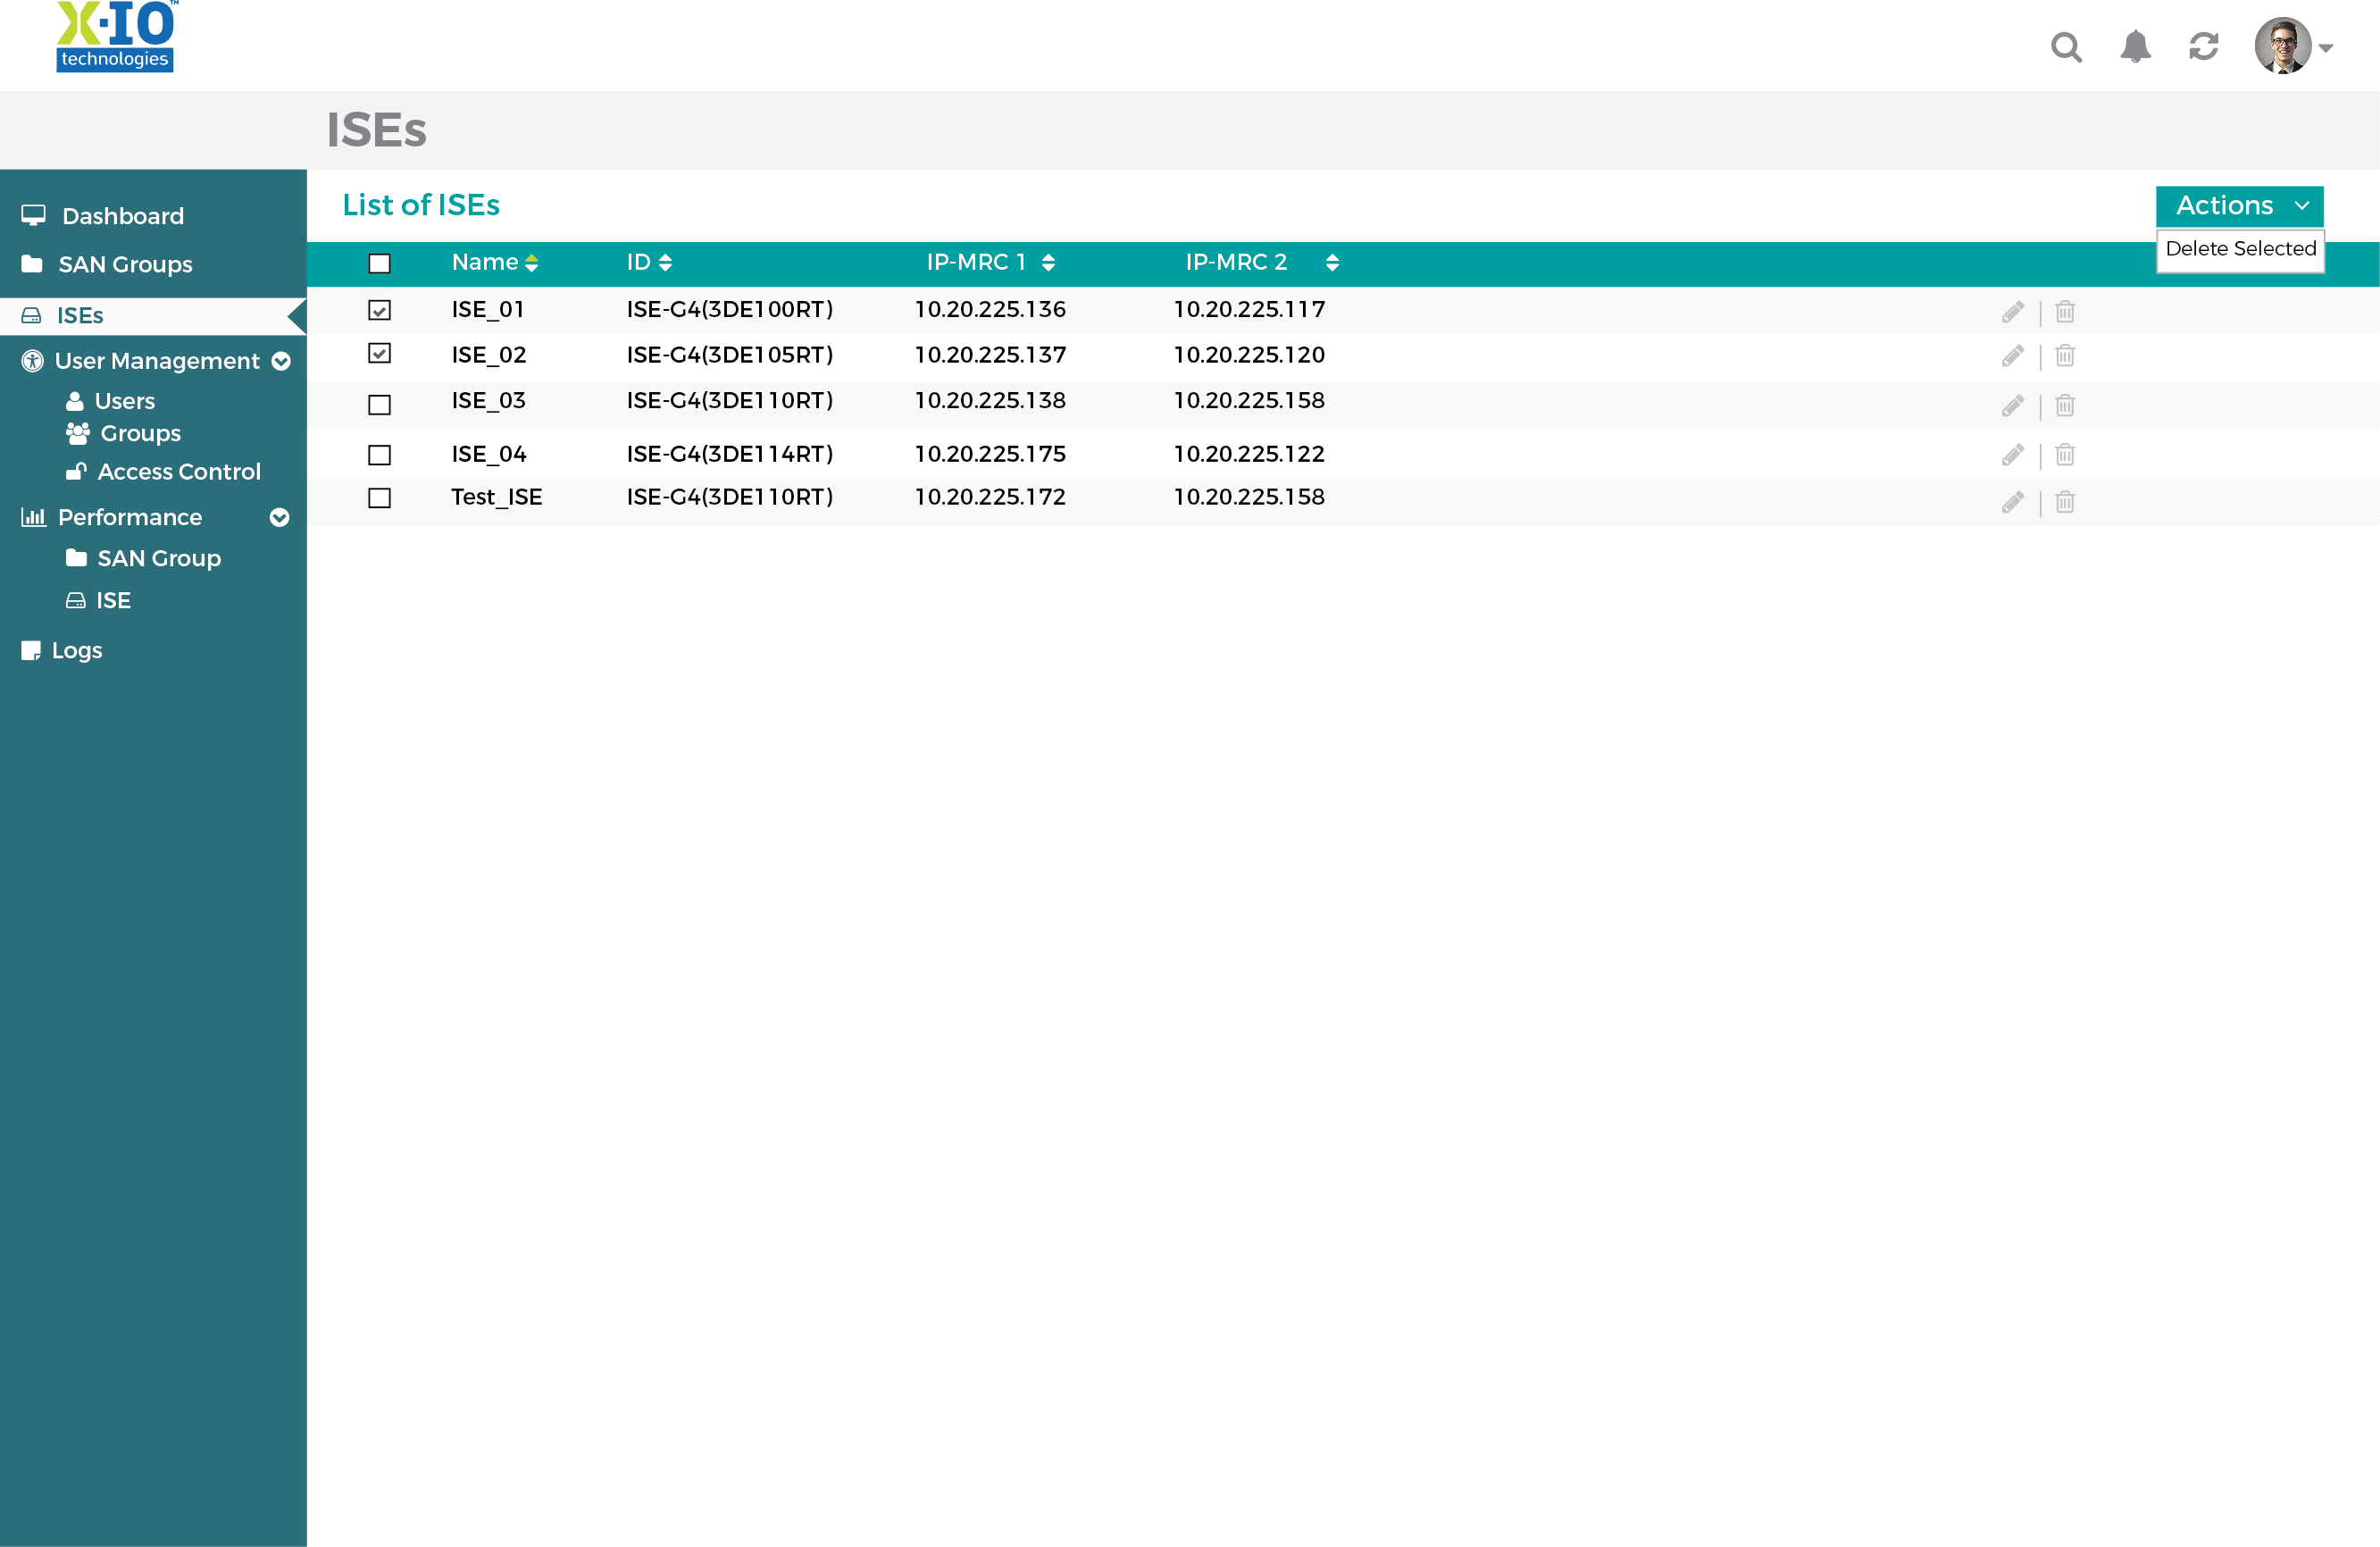 X-IO™
technologies
ISEs
Dashboard
SAN Groups
ISEs
User Management
Users
Groups
Access Control
Performance
SAN Group
ISE
Logs
List of ISEs
Actions
Delete Selected
Name ID IP-MRC 1 IP-MRC 2
ISE_01 ISE-G4(3DE100RT) 10.20.225.136 10.20.225.117
ISE_02 ISE-G4(3DE105RT) 10.20.225.137 10.20.225.120
ISE_03 ISE-G4(3DE110RT) 10.20.225.138 10.20.225.158
ISE_04 ISE-G4(3DE114RT) 10.20.225.175 10.20.225.122
Test_ISE ISE-G4(3DE110RT) 10.20.225.172 10.20.225.158